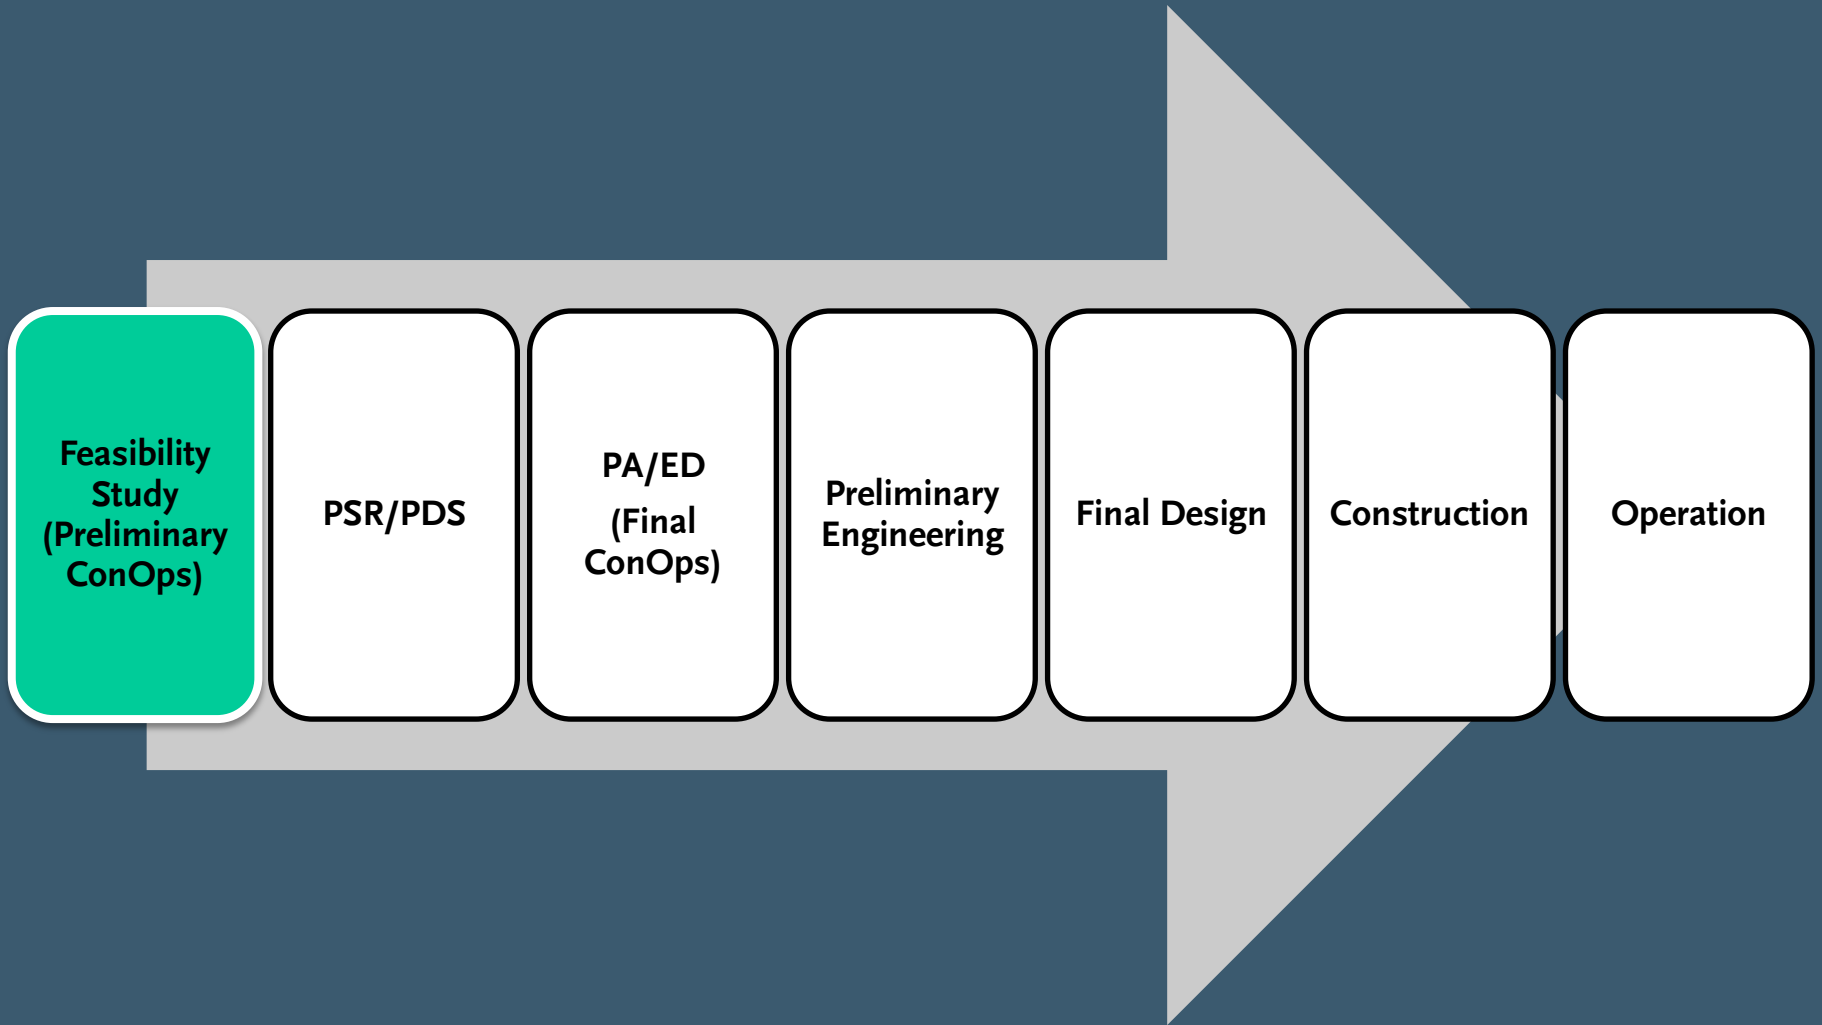 Feasibility
Study
(Preliminary
ConOps)
PSR/PDS
PA/ED
(Final
ConOps)
Preliminary
Engineering
Final Design
Construction
Operation